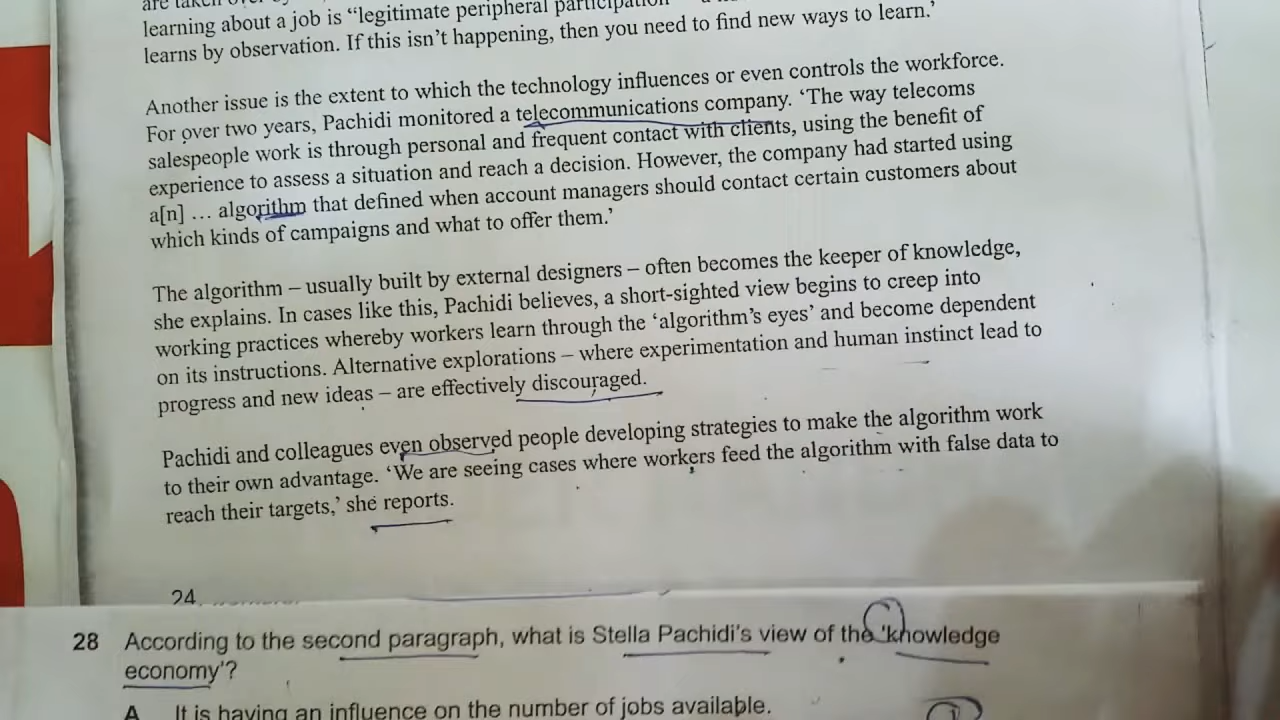 learning about a job is “legitimate peripheral participation”
learns by observation. If this isn’t happening, then you need to find new ways to learn.’
Another issue is the extent to which the technology influences or even controls the workforce.
For over two years, Pachidi monitored a telecommunications company. ‘The way telecoms
salespeople work is through personal and frequent contact with clients, using the benefit of
experience to assess a situation and reach a decision. However, the company had started using
a[n] … algorithm that defined when account managers should contact certain customers about
which kinds of campaigns and what to offer them.’
The algorithm – usually built by external designers – often becomes the keeper of knowledge,
she explains. In cases like this, Pachidi believes, a short-sighted view begins to creep into
working practices whereby workers learn through the ‘algorithm’s eyes’ and become dependent
on its instructions. Alternative explorations – where experimentation and human instinct lead to
progress and new ideas – are effectively discouraged.
Pachidi and colleagues even observed people developing strategies to make the algorithm work
to their own advantage. ‘We are seeing cases where workers feed the algorithm with false data to
reach their targets,’ she reports.
24
28 According to the second paragraph, what is Stella Pachidi’s view of the ‘knowledge
economy’?
A It is having an influence on the number of jobs available.